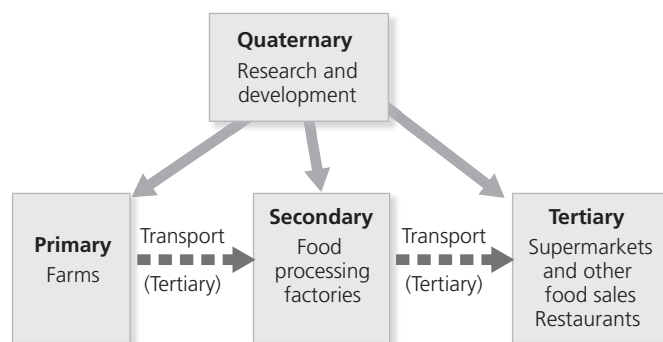 Quaternary
Research and
development
Primary
Farms
Transport
(Tertiary)
Secondary
Food
processing
factories
Transport
(Tertiary)
Tertiary
Supermarkets
and other
food sales
Restaurants